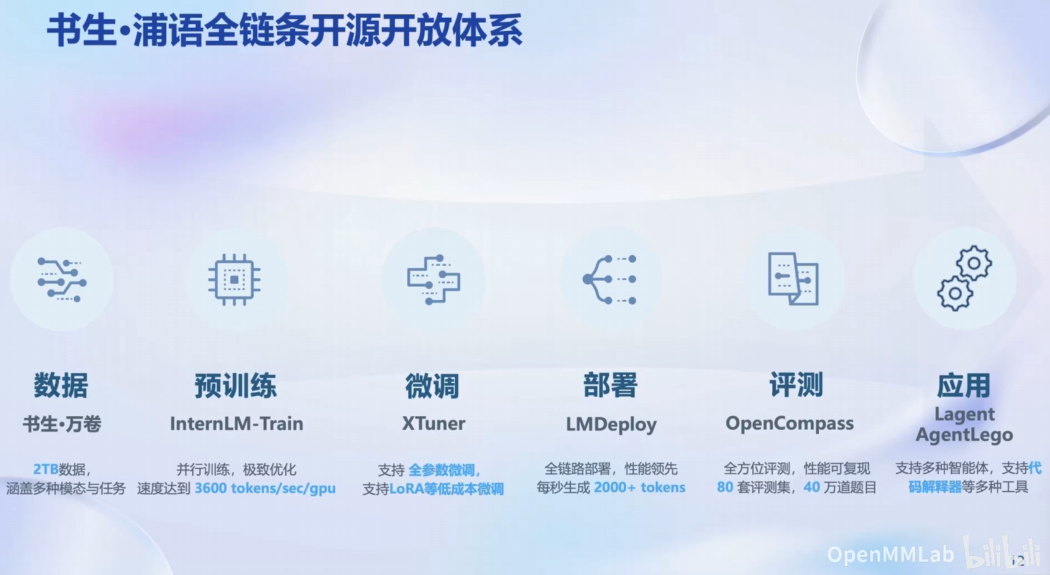 书生·浦语全链条开源开放体系
数据
书生·万卷
2TB数据,
涵盖多种模态与任务
预训练
InternLM-Train
并行训练,极致优化
速度达到 3600 tokens/sec/gpu
微调
XTuner
支持 全参数微调,
支持LoRA等低成本微调
部署
LMDeploy
全链路部署,性能领先
每秒生成 2000+ tokens
评测
OpenCompass
全方位评测,性能可复现
80 套评测集,40 万道题目
应用
Lagent
AgentLego
支持多种智能体,支持代
码解释器等多种工具
OpenMMLab bilibili
12